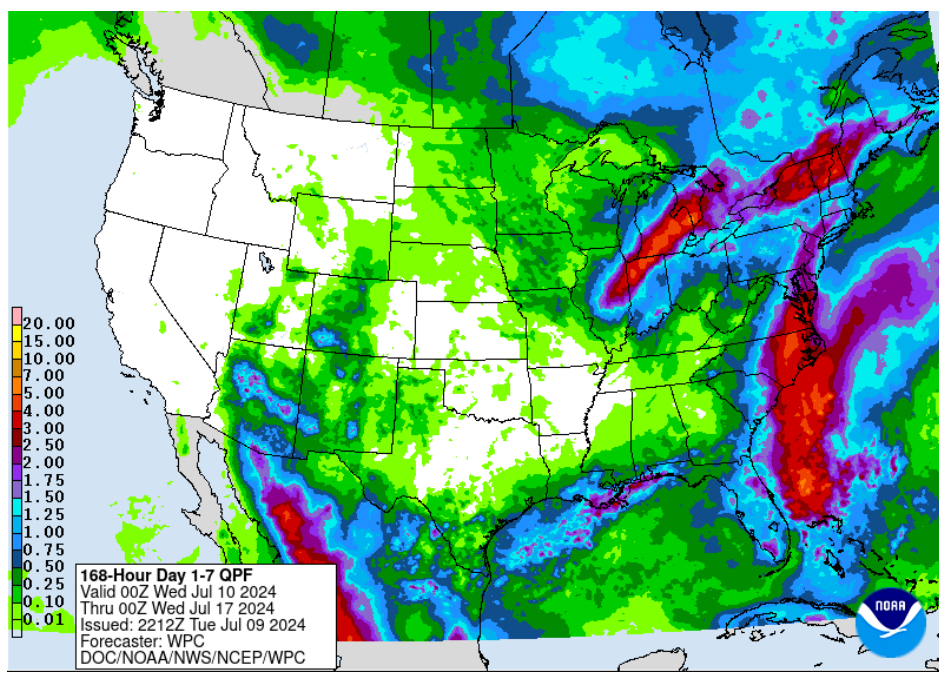 20.00
15.00
10.00
7.00
5.00
4.00
3.00
2.50
2.00
1.75
1.50
1.25
1.00
0.75
0.50
0.25
0.10
0.01
168-Hour Day 1-7 QPF
Valid 00Z Wed Jul 10 2024
Thru 00Z Wed Jul 17 2024
Issued: 2212Z Tue Jul 09 2024
Forecaster: WPC
DOC/NOAA/NWS/NCEP/WPC
NOAA